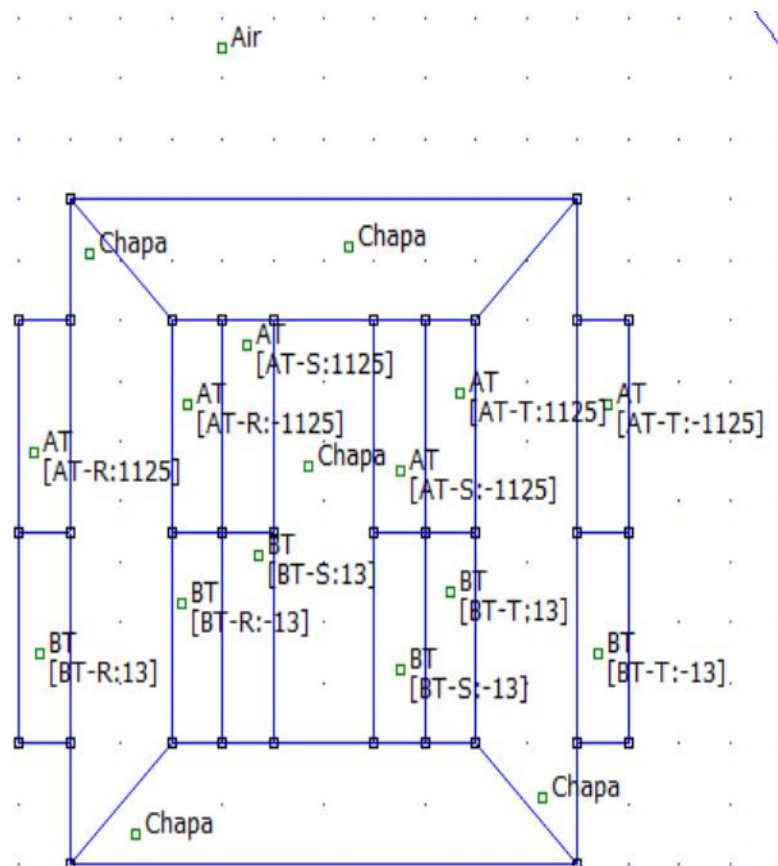 Air
Chapa
Chapa
AT
[AT-S:1125]
AT
[AT-R:-1125]
AT
[AT-T:1125]
AT
[AT-T:-1125]
AT
[AT-R:1125]
Chapa
AT
[AT-S:-1125]
BT
[BT-S:13]
BT
[BT-R:-13]
BT
[BT-T:13]
BT
[BT-R:13]
BT
[BT-S:-13]
BT
[BT-T:-13]
Chapa
Chapa